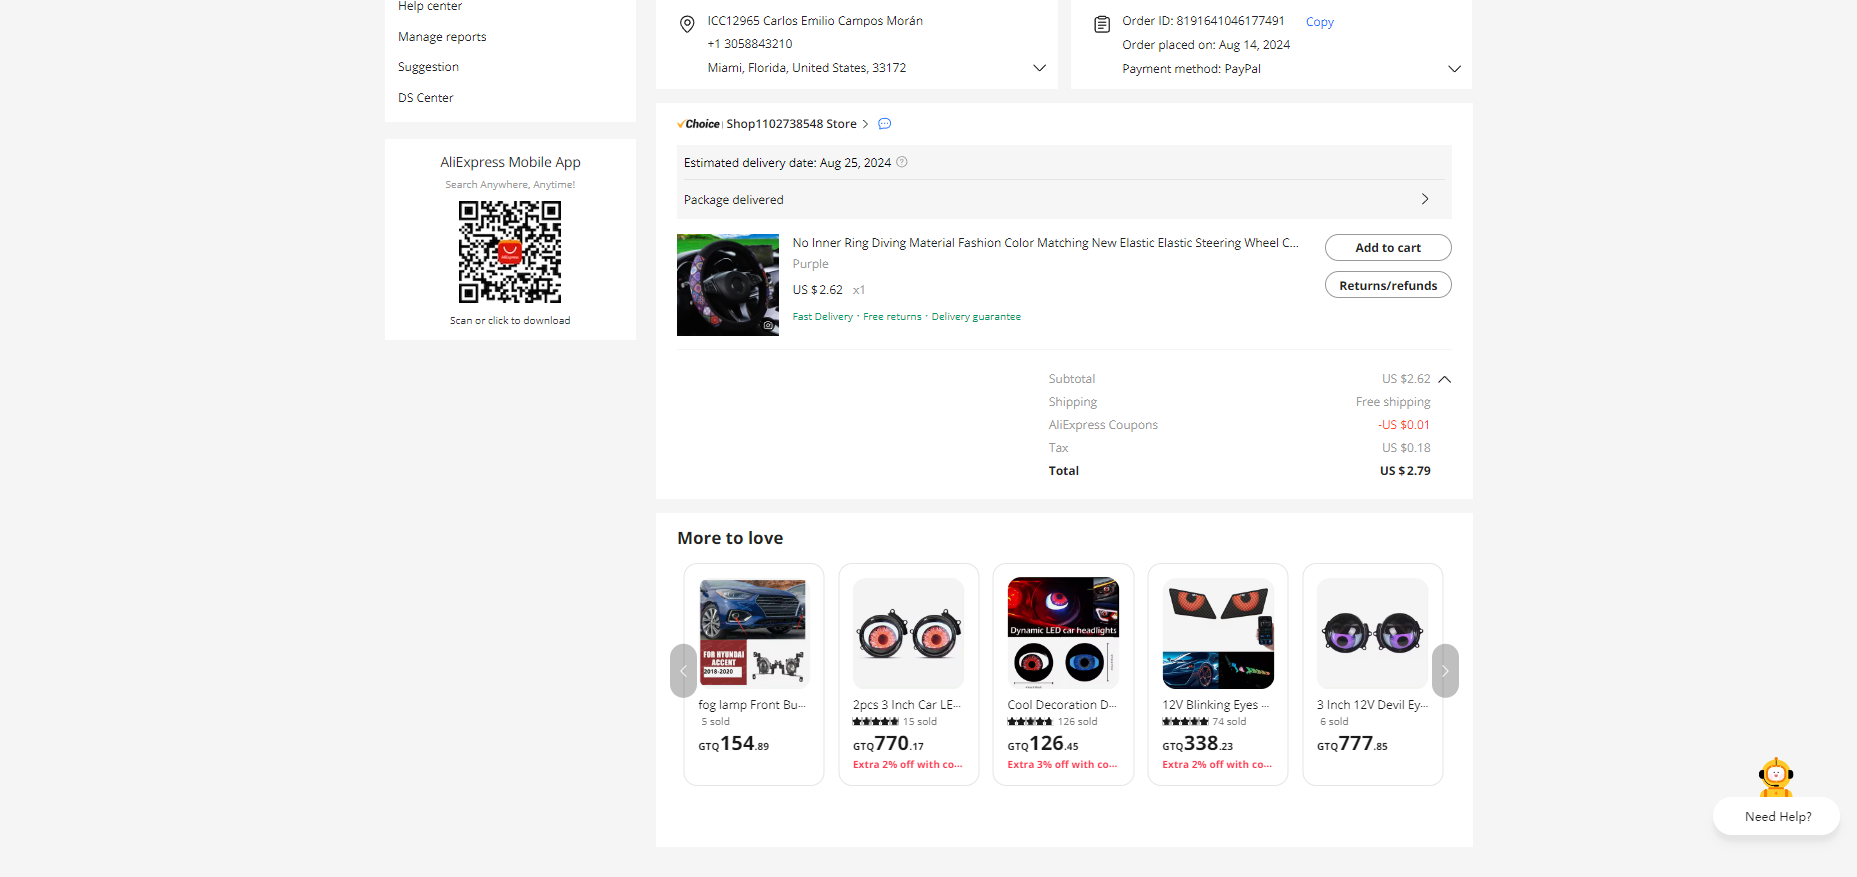 Help center
Manage reports
Suggestion
DS Center
AliExpress Mobile App
Search Anywhere, Anytime!
AliExpress
Scan or click to download
ICC12965 Carlos Emilio Campos Morán
+1 3058843210
Miami, Florida, United States, 33172
Order ID: 8191641046177491 Copy
Order placed on: Aug 14, 2024
Payment method: PayPal
Choice | Shop1102738548 Store
Estimated delivery date: Aug 25, 2024
Package delivered
No Inner Ring Diving Material Fashion Color Matching New Elastic Elastic Steering Wheel C...
Purple
US $2.62 x1
Fast Delivery · Free returns · Delivery guarantee
Add to cart
Returns/refunds
Subtotal US $2.62
Shipping Free shipping
AliExpress Coupons -US $0.01
Tax US $0.18
Total US $2.79
More to love
FOR HYUNDAI
ACCENT
2018-2020
fog lamp Front Bu...
5 sold
GTQ154.89
2pcs 3 Inch Car LE...
15 sold
GTQ770.17
Extra 2% off with co...
Dynamic LED car headlights
Cool Decoration D...
126 sold
GTQ126.45
Extra 3% off with co...
12V Blinking Eyes ...
74 sold
GTQ338.23
Extra 2% off with co...
3 Inch 12V Devil Ey...
6 sold
GTQ777.85
Need Help?